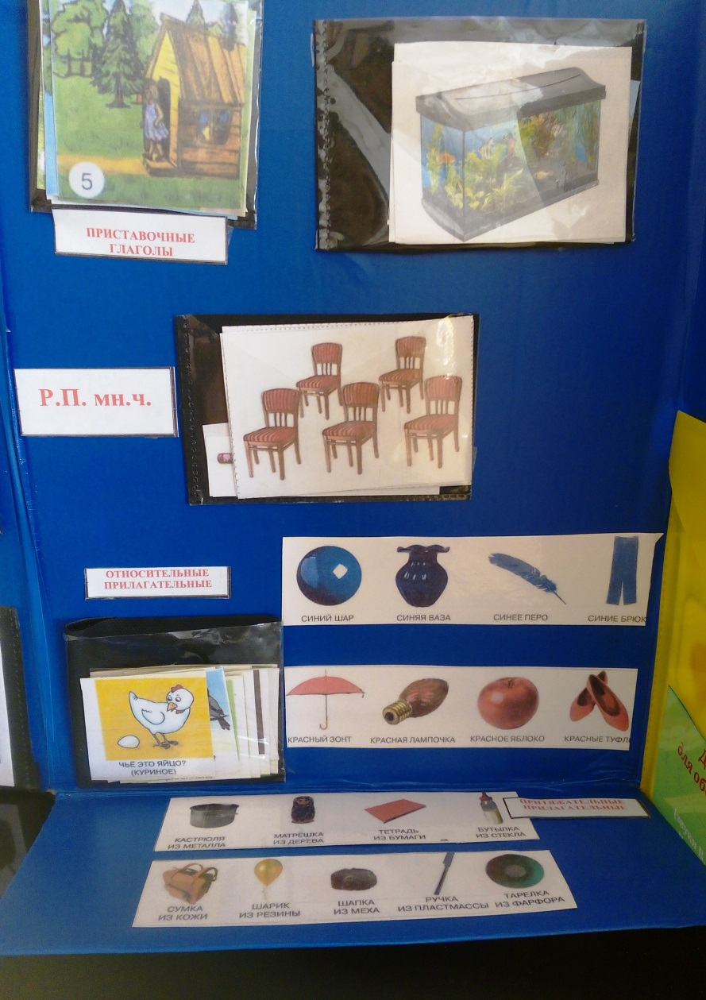 5
ПРИСТАВОЧНЫЕ
ГЛАГОЛЫ
Р.П. мн.ч.
ОТНОСИТЕЛЬНЫЕ
ПРИЛАГАТЕЛЬНЫЕ
СИНИЙ ШАР
СИНЯЯ ВАЗА
СИНЕЕ ПЕРО
СИНИЕ БРЮК
КРАСНЫЙ ЗОНТ
КРАСНАЯ ЛАМПОЧКА
КРАСНОЕ ЯБЛОКО
КРАСНЫЕ ТУФЛ
ЧЬЁ ЭТО ЯЙЦО?
(КУРИНОЕ)
для об
ПРИТЯЖАТЕЛЬНЫЕ
ПРИЛАГАТЕЛЬНЫЕ
КАСТРЮЛЯ
ИЗ МЕТАЛЛА
МАТРЁШКА
ИЗ ДЕРЕВА
ТЕТРАДЬ
ИЗ БУМАГИ
БУТЫЛКА
ИЗ СТЕКЛА
СУМКА
ИЗ КОЖИ
ШАРИК
ИЗ РЕЗИНЫ
ШАПКА
ИЗ МЕХА
РУЧКА
ИЗ ПЛАСТМАССЫ
ТАРЕЛКА
ИЗ ФАРФОРА